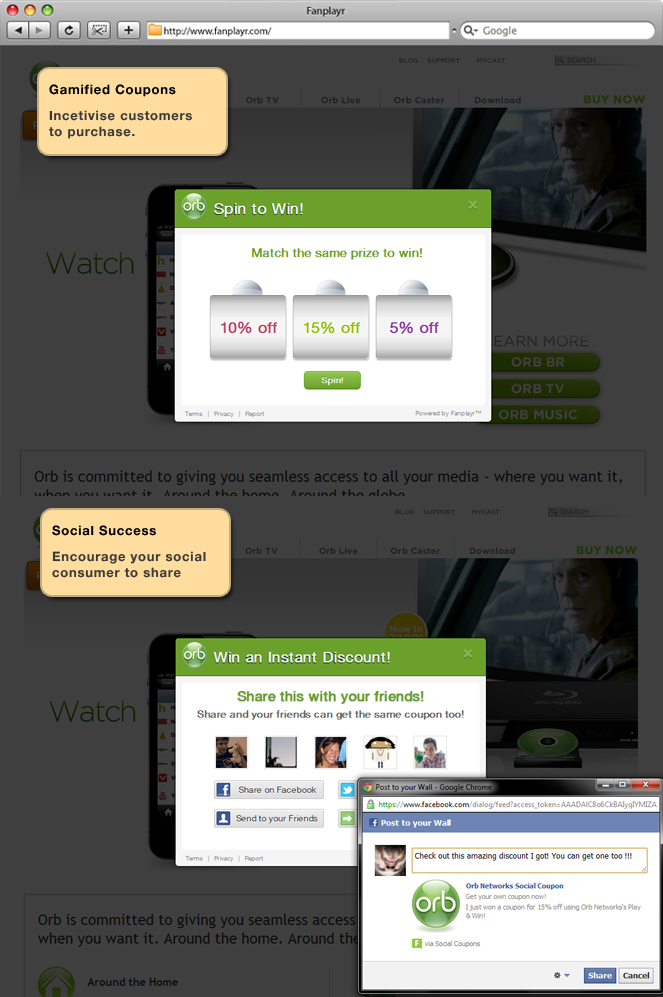 Fanplayr
http://www.fanplayr.com/
Google
BLOG SUPPORT MYCAST SEARCH
Gamified Coupons
Incetivise customers
to purchase.
Orb TV Orb Live Orb Caster Download BUY NOW
orb Spin to Win!
Watch
Match the same prize to win!
10% off 15% off 5% off
Spin!
EARN MORE
ORB BR
ORB TV
ORB MUSIC
Terms | Privacy | Report Powered by Fanplayr™
Orb is committed to giving you seamless access to all your media - where you want it,
when you want it. Around the home. Around the globe
BLOG SUPPORT MYCAST SEARCH
Social Success
Encourage your social
consumer to share
Orb TV Orb Live Orb Caster Download BUY NOW
Now in
orb Win an Instant Discount!
Watch
Share this with your friends!
Share and your friends can get the same coupon too!
Blu-ray Disc
Share on Facebook
Send to your Friends
Terms | Privacy | Report
Post to your Wall - Google Chrome
https://www.facebook.com/dialog/feed?access_token=AAADAIC8o6CkBAIyqlYMIZA
Post to your Wall
Check out this amazing discount I got! You can get one too !!!
orb
Orb Networks Social Coupon
Get your own coupon now!
I just won a coupon for 15% off using Orb Networks's Play
& Win!
via Social Coupons
Share Cancel
Orb is committed to giving you seamless access
when you want it. Around the home. Around the
Around the Home